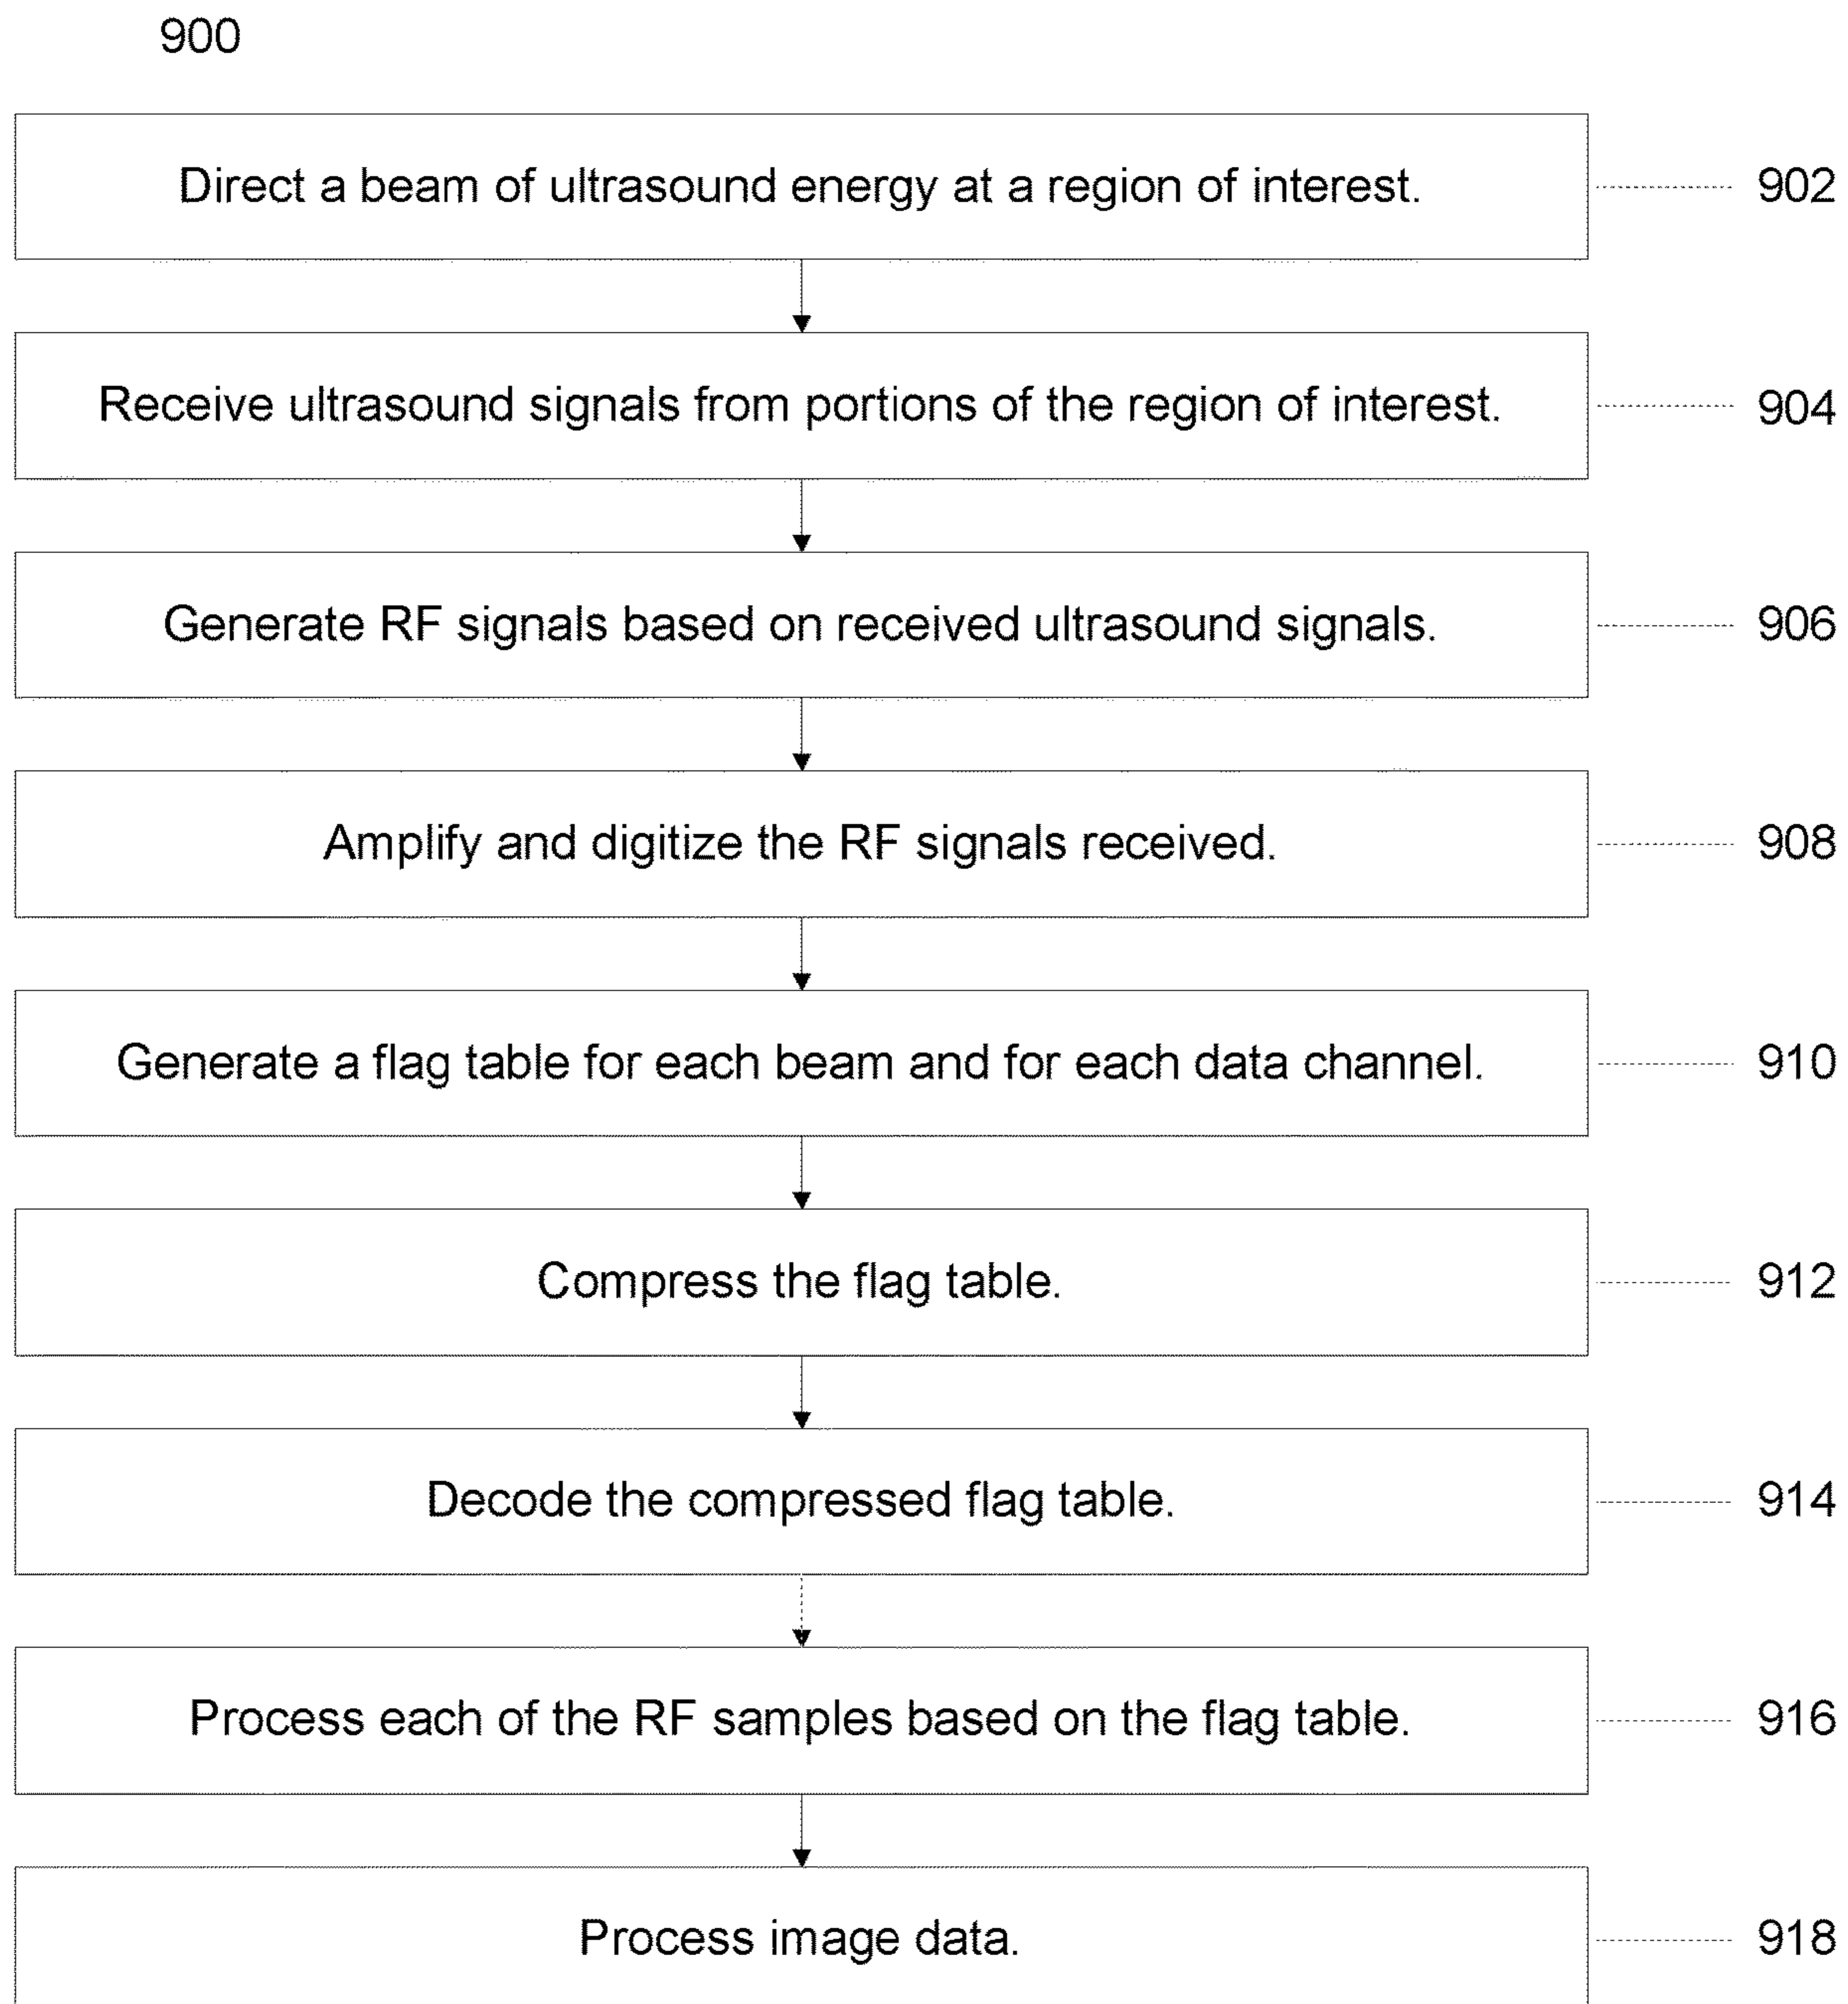 900
Direct a beam of ultrasound energy at a region of interest.
902
Receive ultrasound signals from portions of the region of interest.
904
Generate RF signals based on received ultrasound signals.
906
Amplify and digitize the RF signals received.
908
Generate a flag table for each beam and for each data channel.
910
Compress the flag table.
912
Decode the compressed flag table.
914
Process each of the RF samples based on the flag table.
916
Process image data.
918